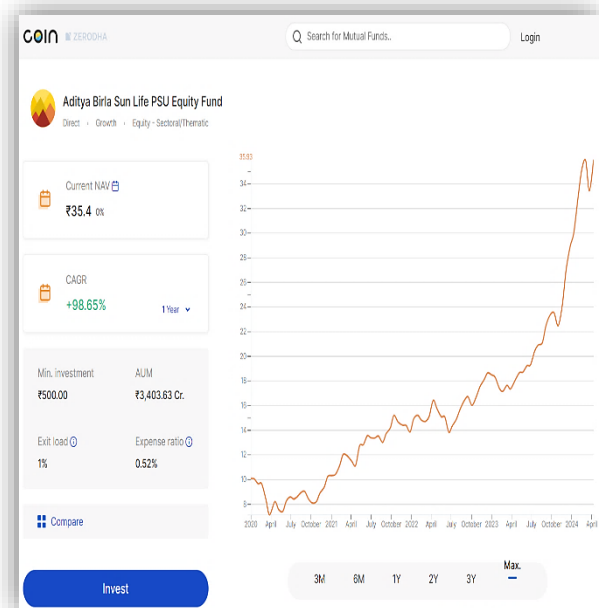 COIN ZERODHA
Search for Mutual Funds..
Login
Aditya Birla Sun Life PSU Equity Fund
Direct Growth Equity - Sectoral/Thematic
Current NAV
₹35.4 0%
CAGR
+98.65%
1 Year
Min. investment
AUM
₹500.00
₹3,403.63 Cr.
Exit load
Expense ratio
1%
0.52%
Compare
Invest
35.83
34
32
30
28
26
24
22
20
18
16
14
12
10
8
2020 April July October 2021 April July October 2022 April July October 2023 April July October 2024 April
3M 6M 1Y 2Y 3Y Max.